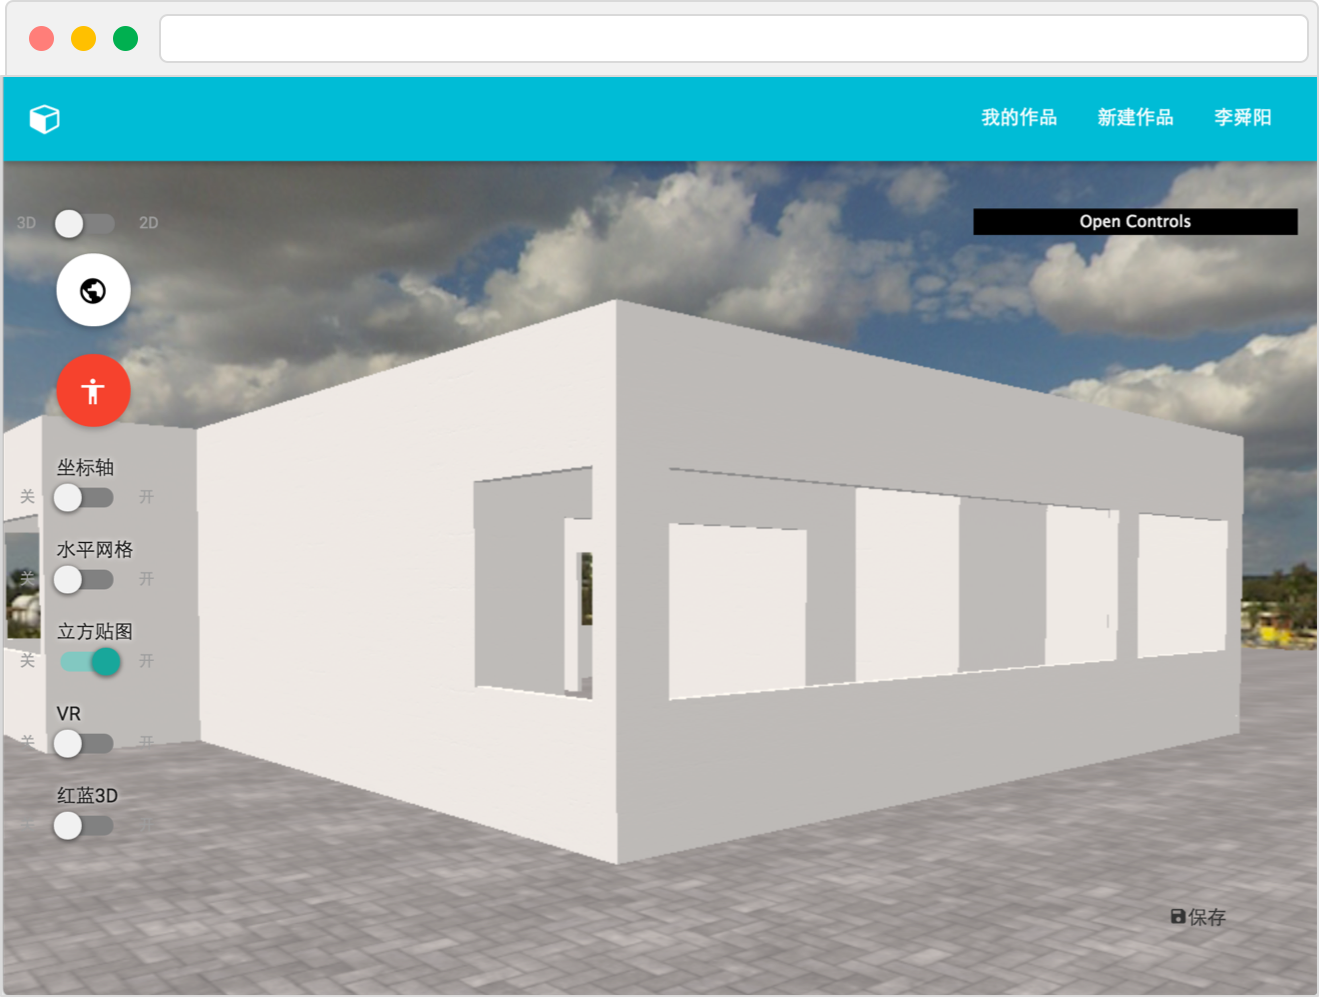 我的作品 新建作品 李舜阳
3D 2D
Open Controls
坐标轴
关 开
水平网格
关 开
立方贴图
关 开
VR
关 开
红蓝3D
开
保存